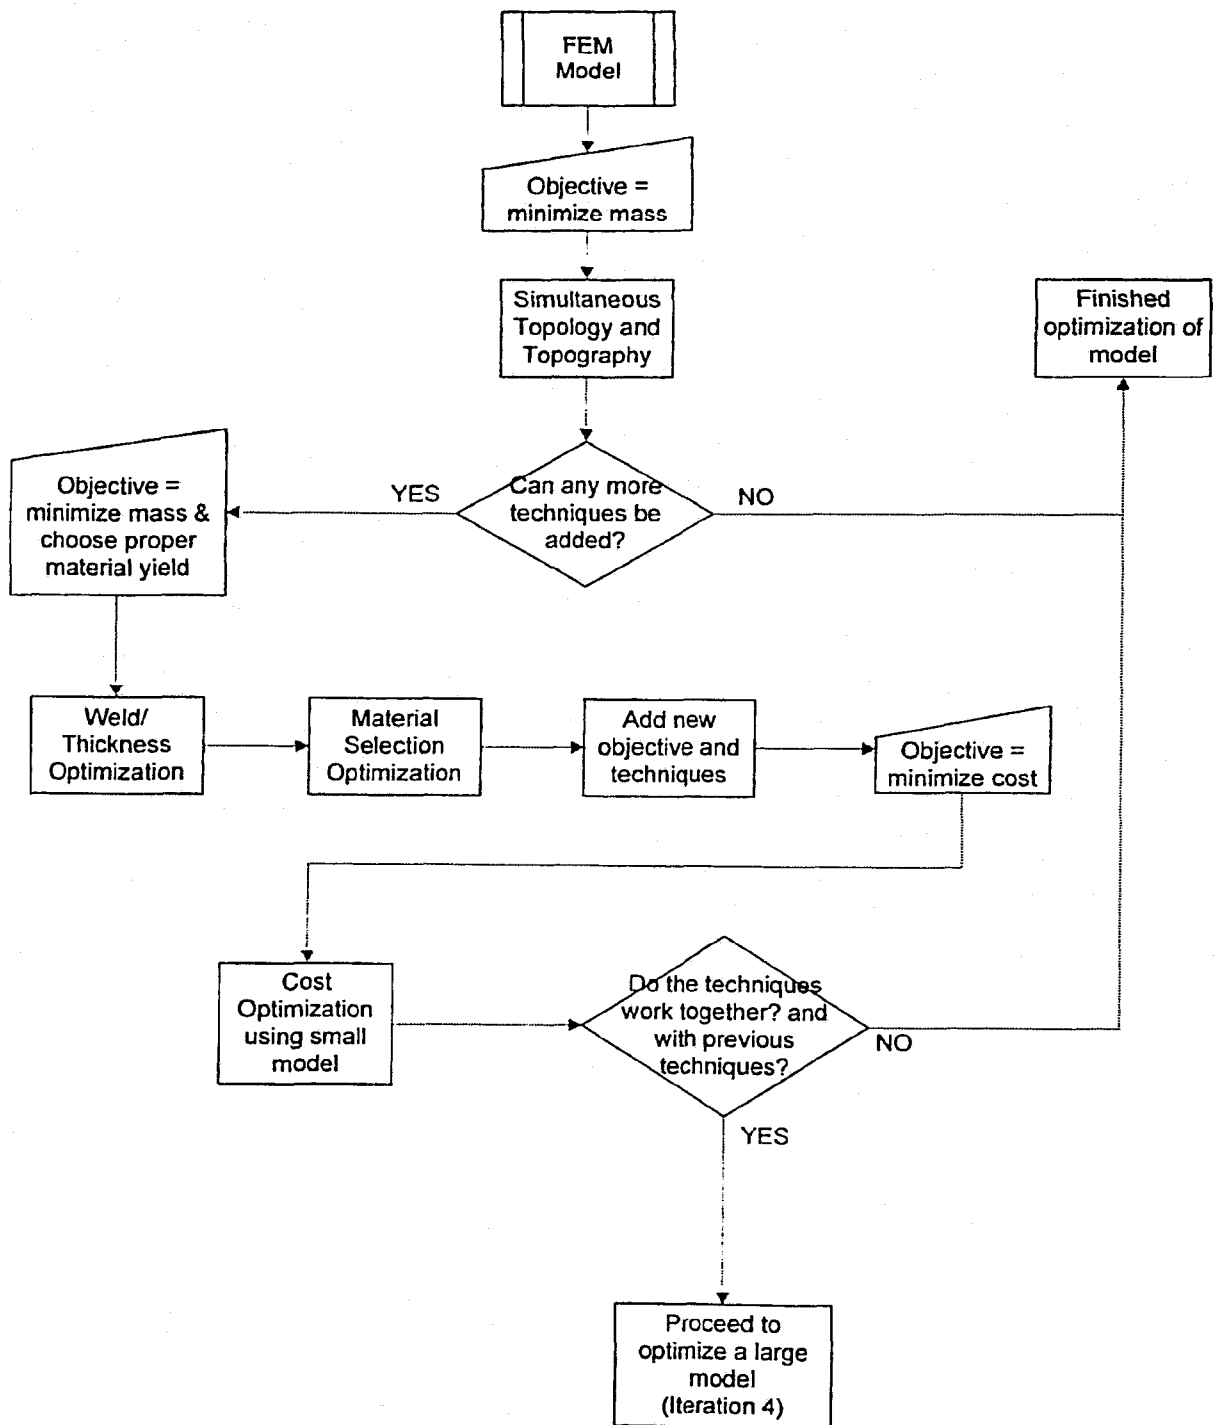 FEM
Model
Objective =
minimize mass
Simultaneous
Topology and
Topography
Finished
optimization of
model
Can any more
techniques be
added?
YES
NO
Objective =
minimize mass &
choose proper
material yield
Weld/
Thickness
Optimization
Material
Selection
Optimization
Add new
objective and
techniques
Objective =
minimize cost
Cost
Optimization
using small
model
Do the techniques
work together? and
with previous
techniques?
NO
YES
Proceed to
optimize a large
model
(Iteration 4)